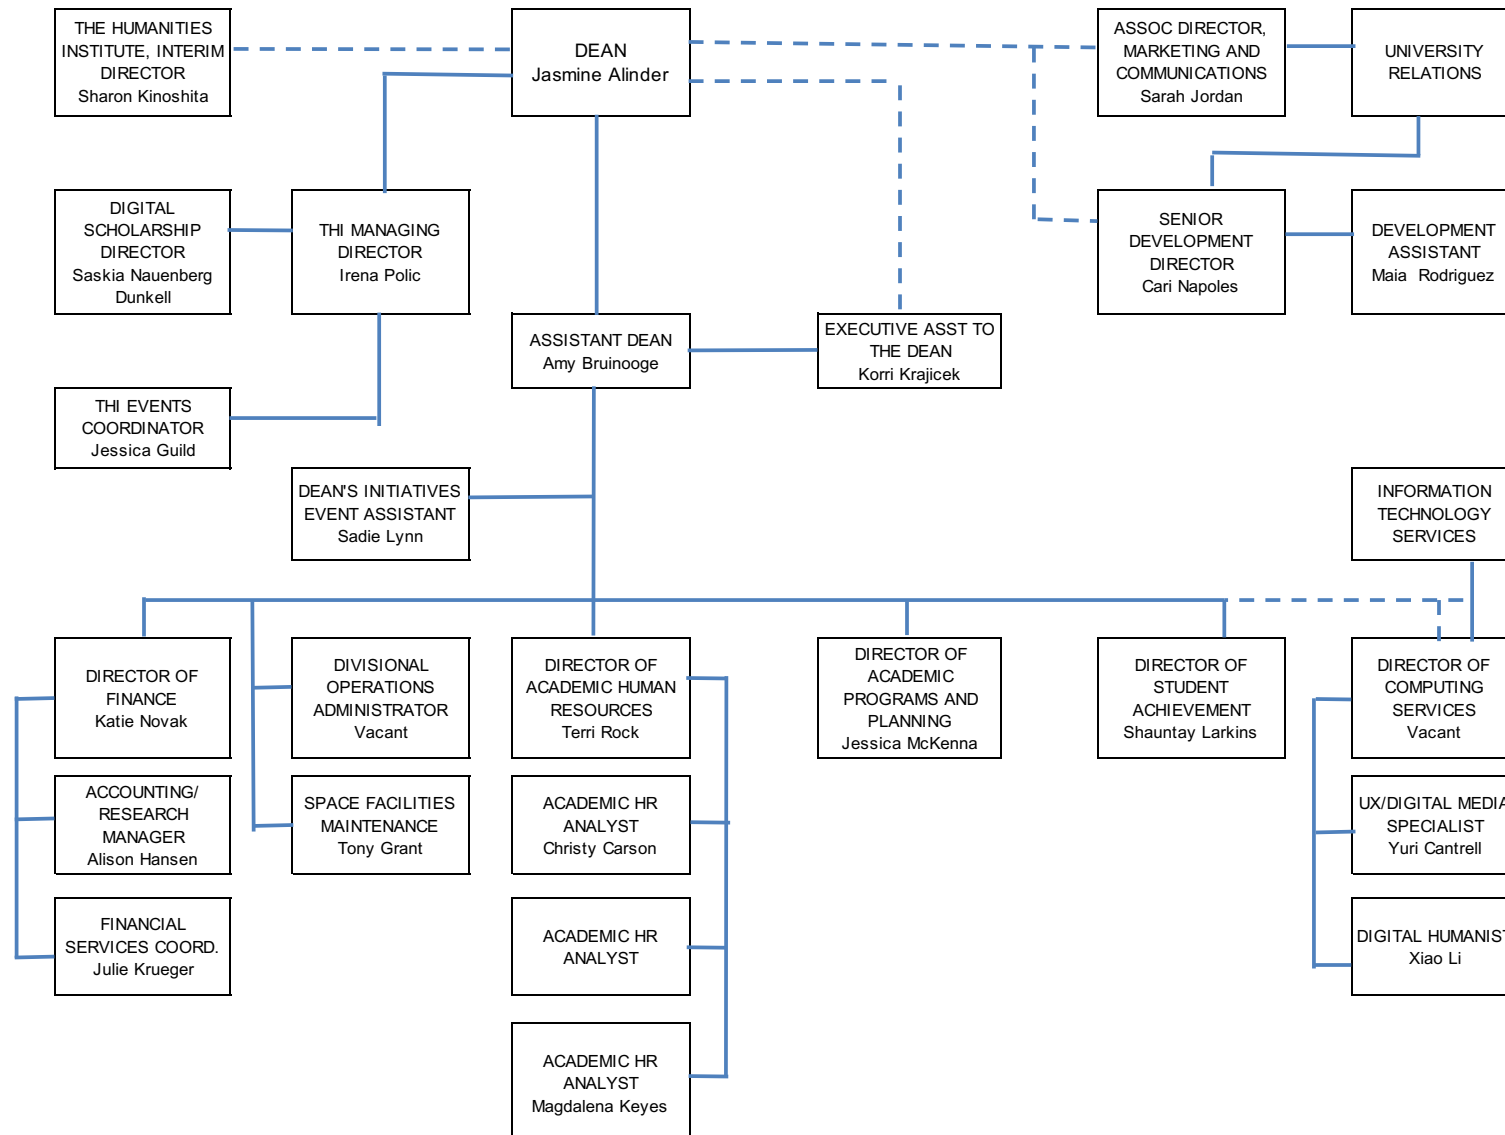 THE HUMANITIES
INSTITUTE, INTERIM
DIRECTOR
Sharon Kinoshita
DEAN
Jasmine Alinder
ASSOC DIRECTOR,
MARKETING AND
COMMUNICATIONS
Sarah Jordan
UNIVERSITY
RELATIONS
DIGITAL
SCHOLARSHIP
DIRECTOR
Saskia Nauenberg
Dunkell
THI MANAGING
DIRECTOR
Irena Polic
SENIOR
DEVELOPMENT
DIRECTOR
Cari Napoles
DEVELOPMENT
ASSISTANT
Maia Rodriguez
ASSISTANT DEAN
Amy Bruinooge
EXECUTIVE ASST TO
THE DEAN
Korri Krajicek
THI EVENTS
COORDINATOR
Jessica Guild
DEAN'S INITIATIVES
EVENT ASSISTANT
Sadie Lynn
INFORMATION
TECHNOLOGY
SERVICES
DIRECTOR OF
FINANCE
Katie Novak
DIVISIONAL
OPERATIONS
ADMINISTRATOR
Vacant
DIRECTOR OF
ACADEMIC HUMAN
RESOURCES
Terri Rock
DIRECTOR OF
ACADEMIC
PROGRAMS AND
PLANNING
Jessica McKenna
DIRECTOR OF
STUDENT
ACHIEVEMENT
Shauntay Larkins
DIRECTOR OF
COMPUTING
SERVICES
Vacant
ACCOUNTING/
RESEARCH
MANAGER
Alison Hansen
SPACE FACILITIES
MAINTENANCE
Tony Grant
ACADEMIC HR
ANALYST
Christy Carson
UX/DIGITAL MEDIA
SPECIALIST
Yuri Cantrell
FINANCIAL
SERVICES COORD.
Julie Krueger
ACADEMIC HR
ANALYST
DIGITAL HUMANIST
Xiao Li
ACADEMIC HR
ANALYST
Magdalena Keyes